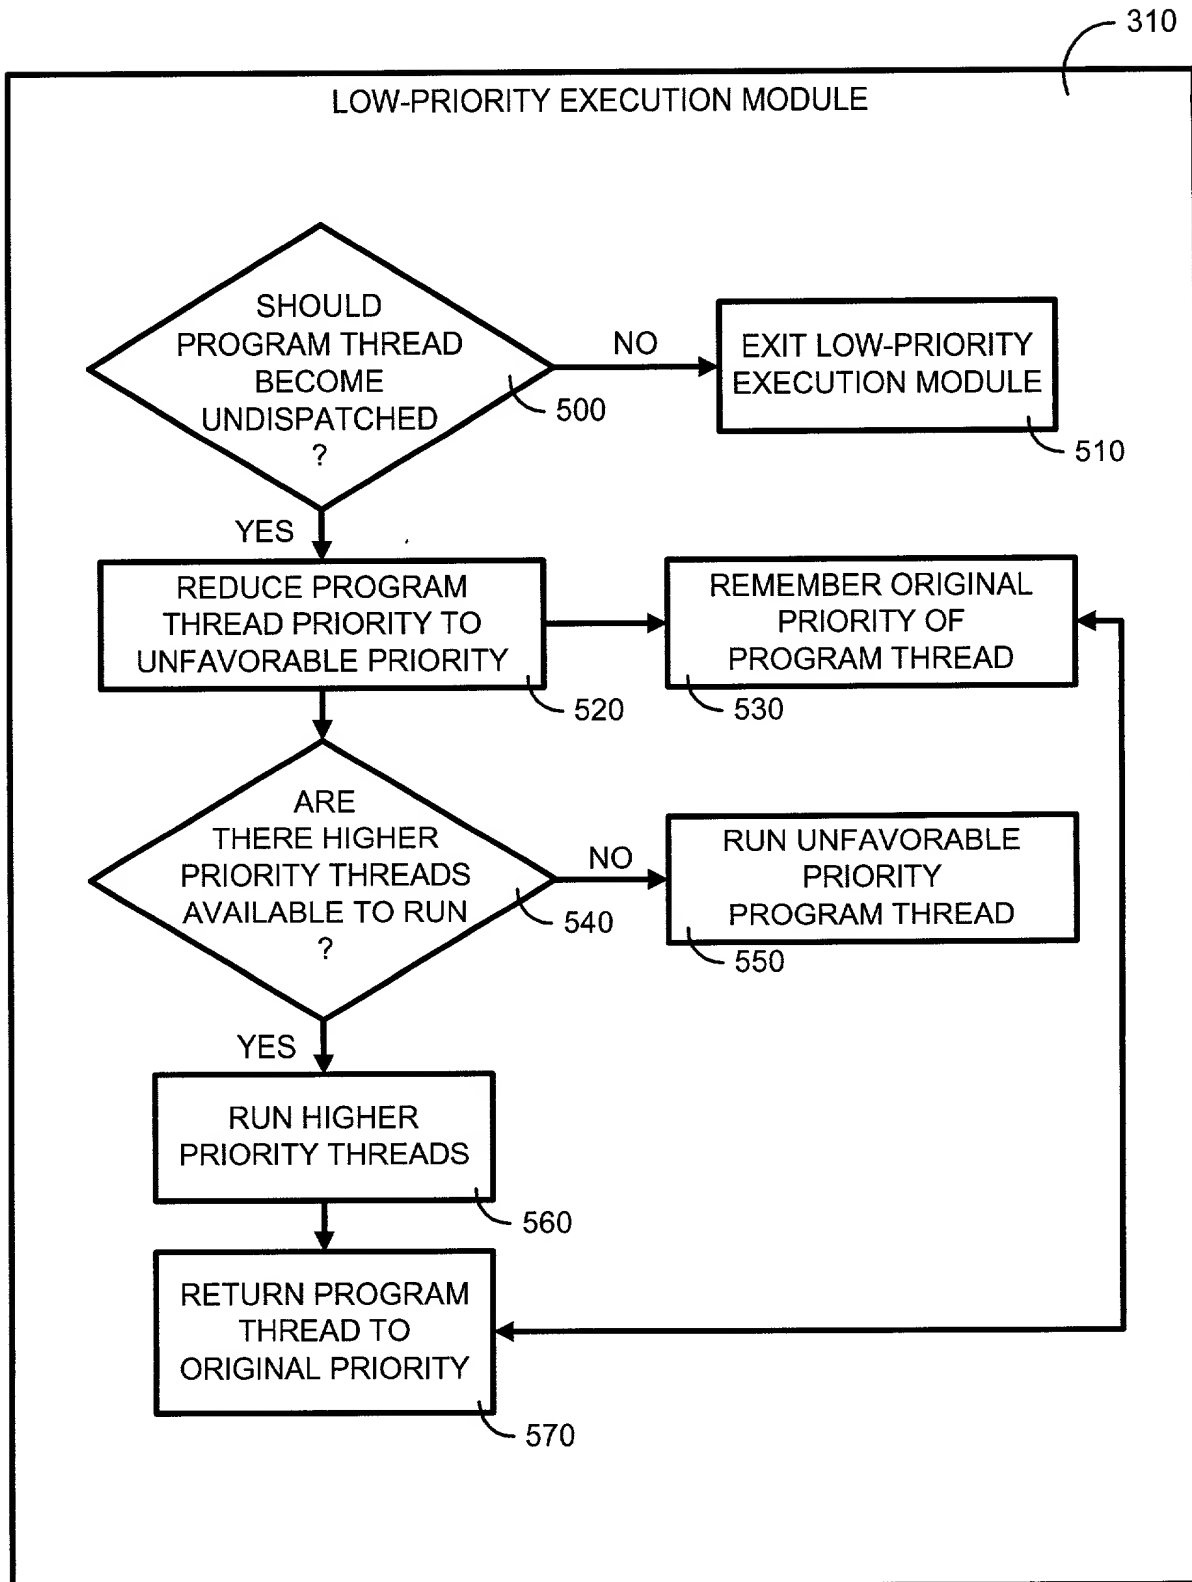 310
LOW-PRIORITY EXECUTION MODULE
SHOULD
PROGRAM THREAD
BECOME
UNDISPATCHED
?
500
NO
EXIT LOW-PRIORITY
EXECUTION MODULE
510
YES
REDUCE PROGRAM
THREAD PRIORITY TO
UNFAVORABLE PRIORITY
520
REMEMBER ORIGINAL
PRIORITY OF
PROGRAM THREAD
530
ARE
THERE HIGHER
PRIORITY THREADS
AVAILABLE TO RUN
?
540
NO
RUN UNFAVORABLE
PRIORITY
PROGRAM THREAD
550
YES
RUN HIGHER
PRIORITY THREADS
560
RETURN PROGRAM
THREAD TO
ORIGINAL PRIORITY
570